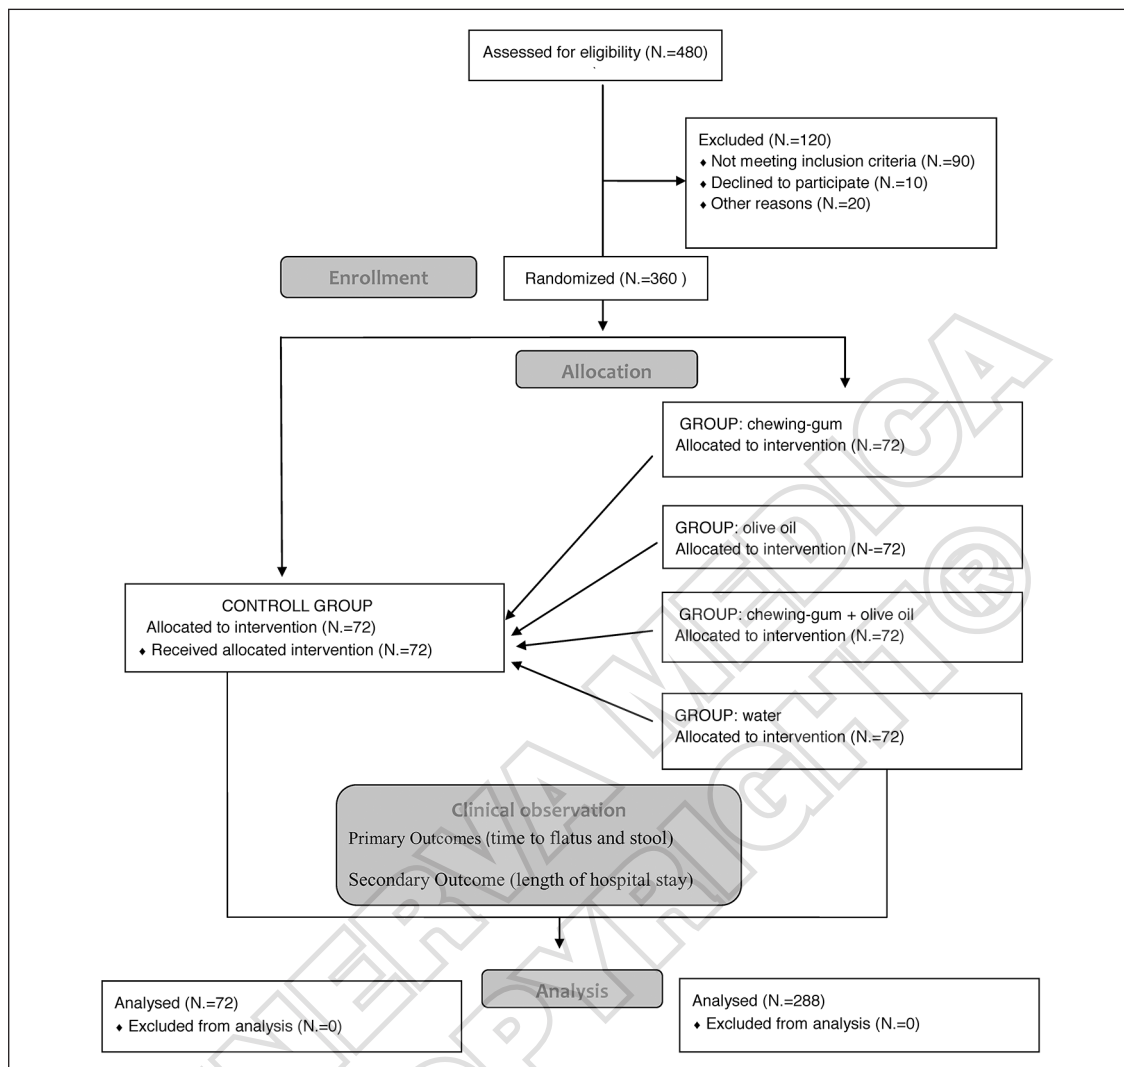 Assessed for eligibility (N.=480)
Excluded (N.=120)
♦ Not meeting inclusion criteria (N.=90)
♦ Declined to participate (N.=10)
♦ Other reasons (N.=20)
Enrollment
Randomized (N.=360 )
Allocation
GROUP: chewing-gum
Allocated to intervention (N.=72)
GROUP: olive oil
Allocated to intervention (N-=72)
CONTROLL GROUP
Allocated to intervention (N.=72)
♦ Received allocated intervention (N.=72)
GROUP: chewing-gum + olive oil
Allocated to intervention (N.=72)
GROUP: water
Allocated to intervention (N.=72)
Clinical observation
Primary Outcomes (time to flatus and stool)
Secondary Outcome (length of hospital stay)
Analysis
Analysed (N.=72)
♦ Excluded from analysis (N.=0)
Analysed (N.=288)
♦ Excluded from analysis (N.=0)
MINERVA MEDICA
COPYRIGHT®